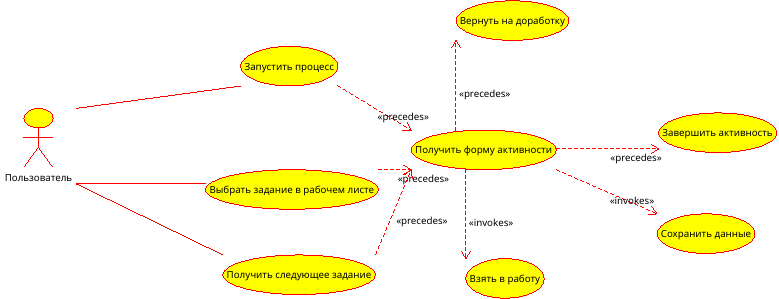 Вернуть на доработку
Запустить процесс
«precedes»
«precedes»
Завершить активность
Получить форму активности
«precedes»
Пользователь
«precedes»
Выбрать задание в рабочем листе
«invokes»
«precedes»
«invokes»
Сохранить данные
Получить следующее задание
Взять в работу